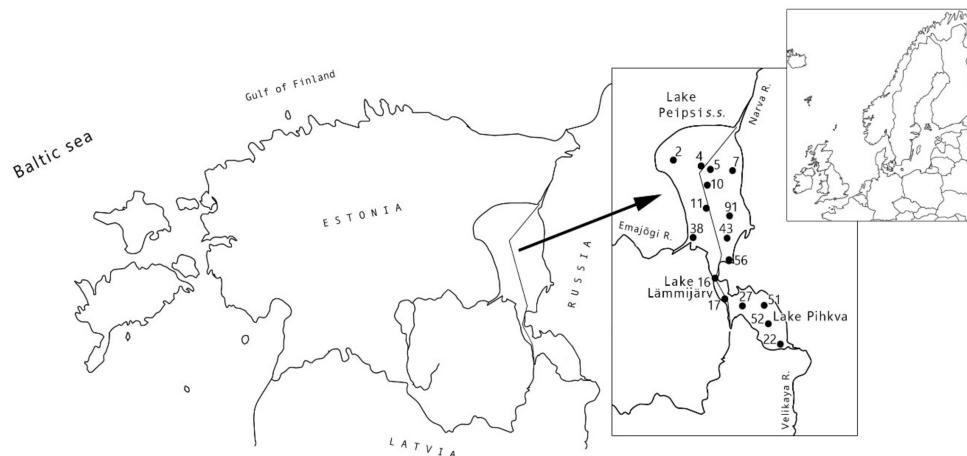 Gulf of Finland
Baltic sea
ESTONIA
RUSSIA
LATVIA
Lake
Peipsi s.s.
Narva R.
2
4
5
7
10
11
91
38
43
Emajõgi R.
56
Lake 16
Lämmijärv
17
27
51
52
Lake Pihkva
22
Velikaya R.